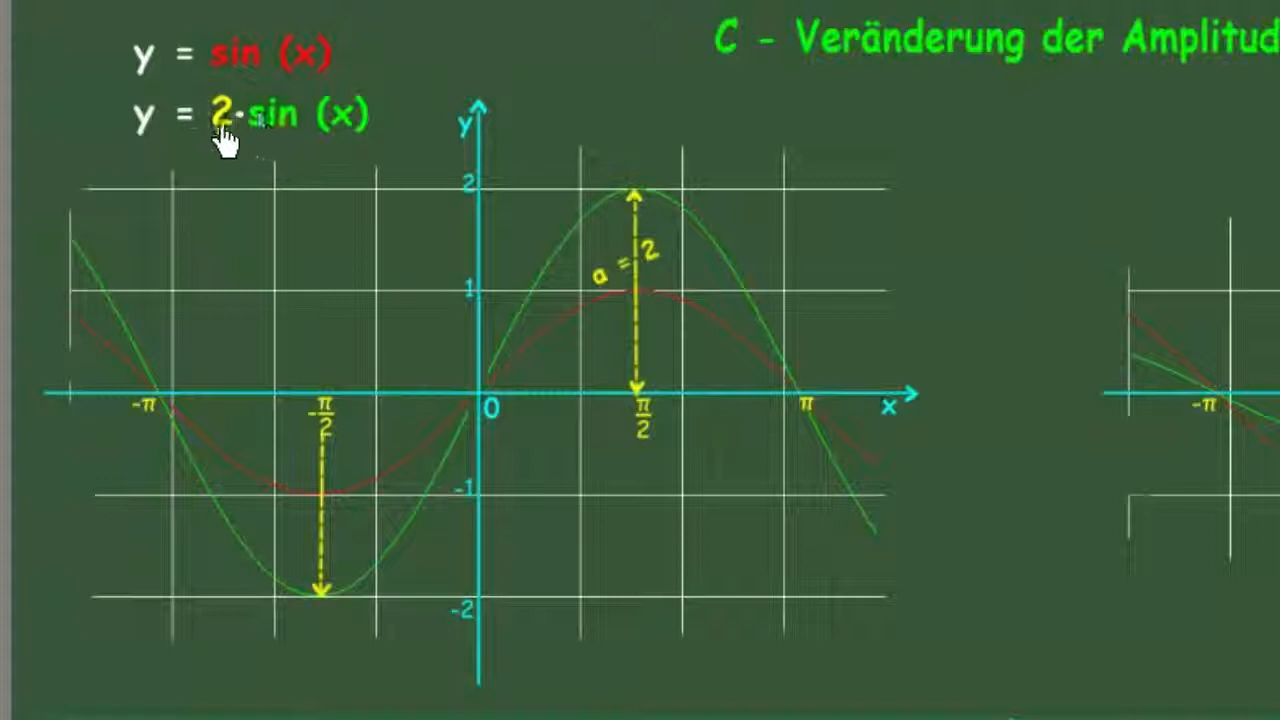 C - Veränderung der Amplitud
y = sin (x)
y = 2·sin (x)
y
2
a = 2
1
-π
-π/2
0
π/2
π
x
-1
-2
-π